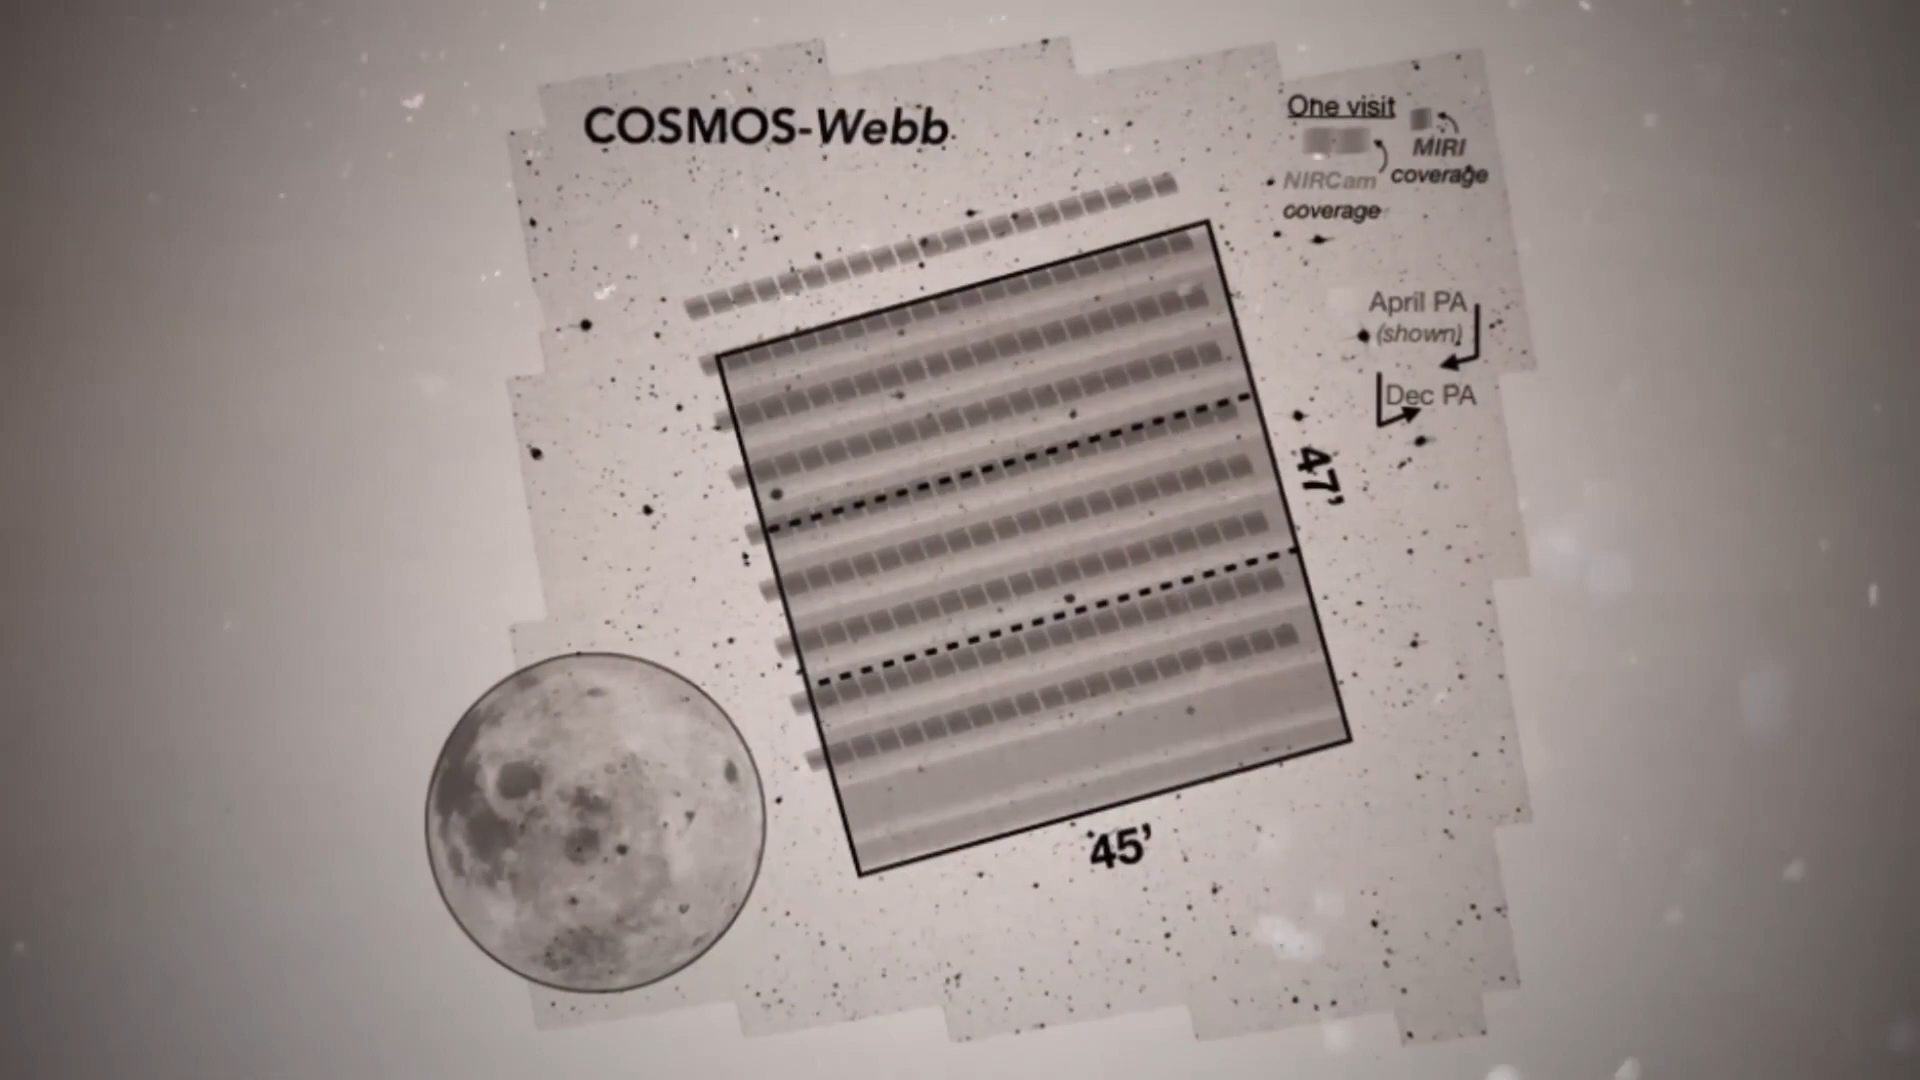 COSMOS-Webb
One visit
MIRI
coverage
NIRCam
coverage
April PA
(shown)
Dec PA
47’
45’